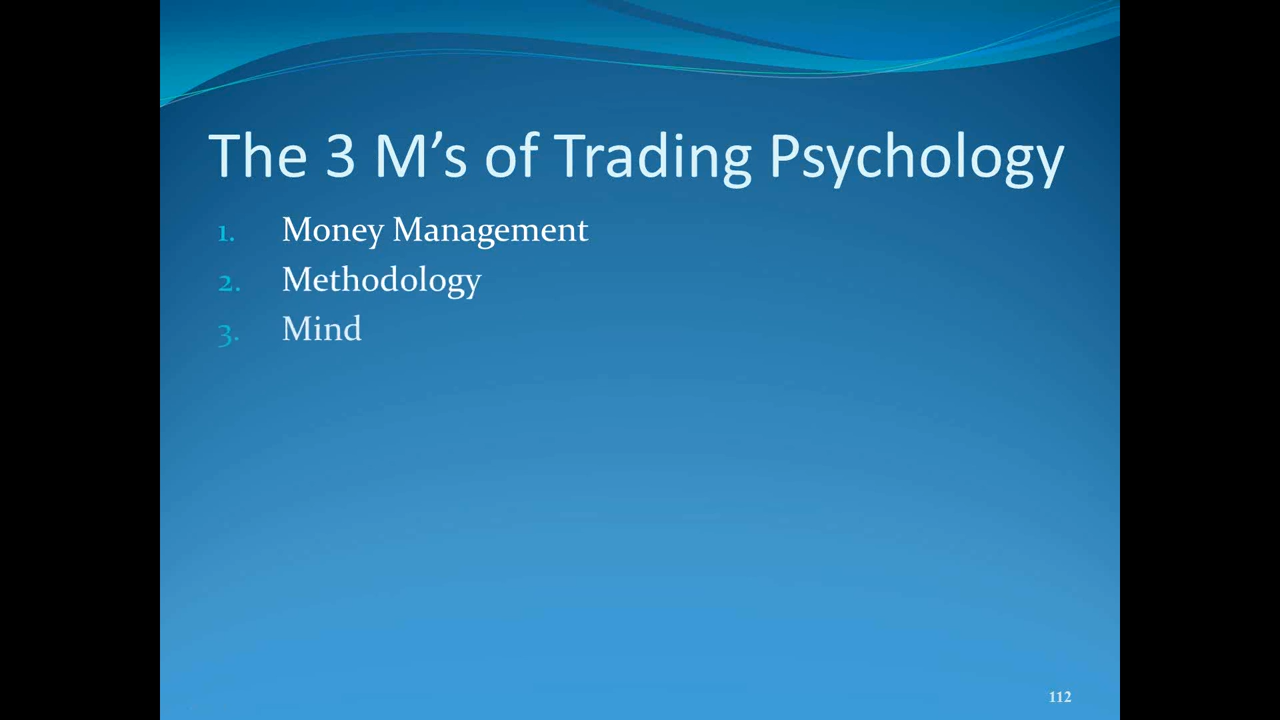 The 3 M’s of Trading Psychology
1. Money Management
2. Methodology
3. Mind
112